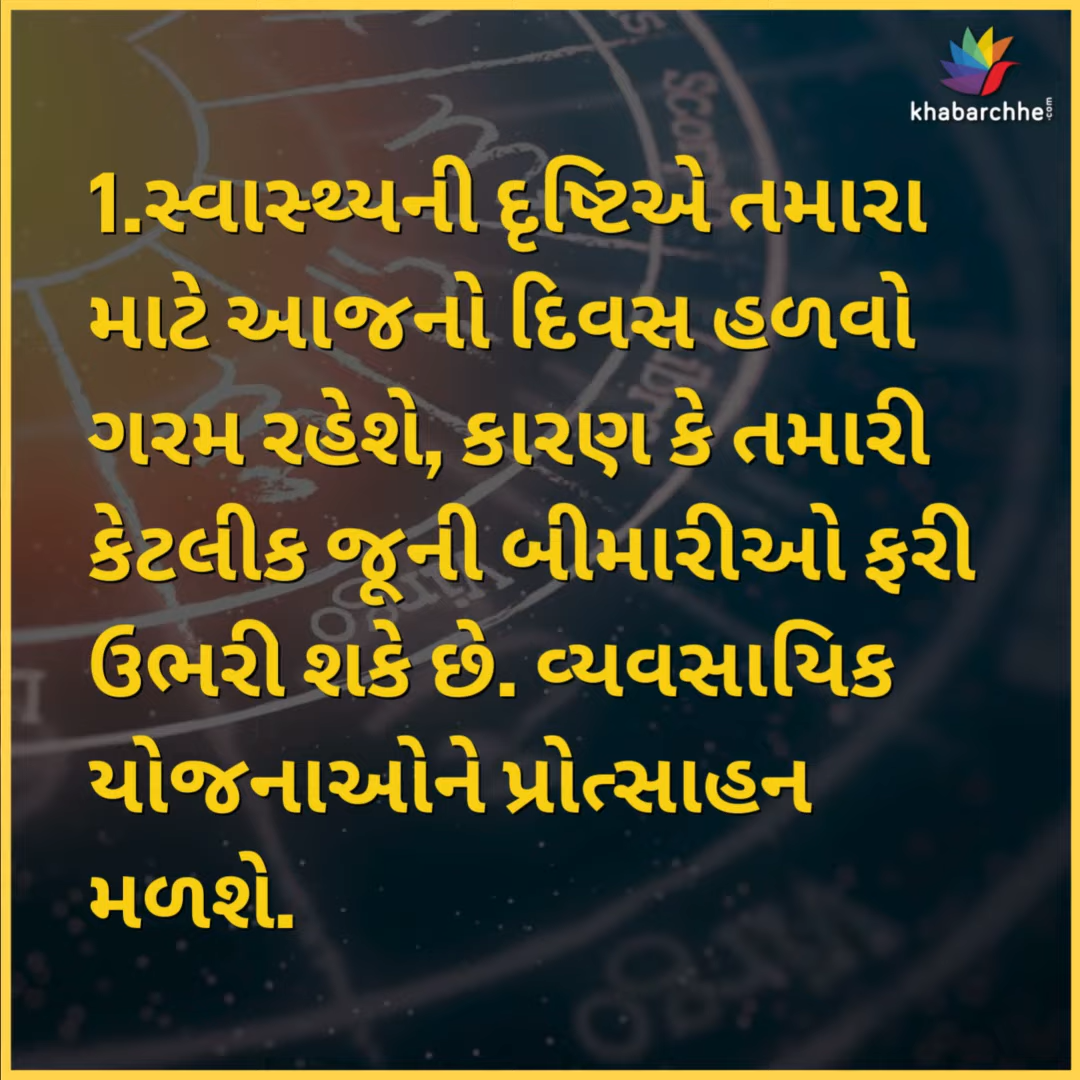 khabarchhe.com
1.સ્વાસ્થ્યની દૃષ્ટિએ તમારા
માટે આજનો દિવસ હળવો
ગરમ રહેશે, કારણ કે તમારી
કેટલીક જૂની બીમારીઓ ફરી
ઉભરી શકે છે. વ્યવસાયિક
યોજનાઓને પ્રોત્સાહન
મળશે.
Virgo